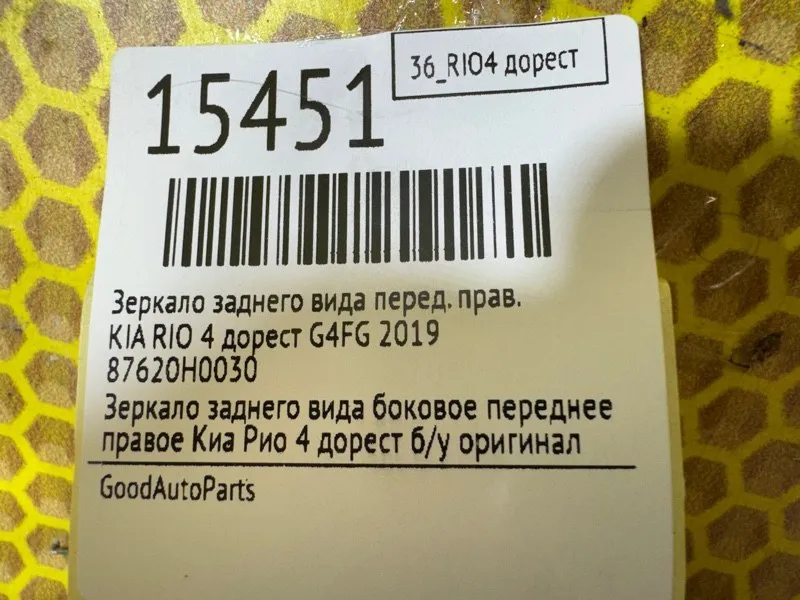 36_RIO4 дорест
15451
Зеркало заднего вида перед. прав.
KIA RIO 4 дорест G4FG 2019
87620H0030
Зеркало заднего вида боковое переднее
правое Киа Рио 4 дорест б/у оригинал
GoodAutoParts